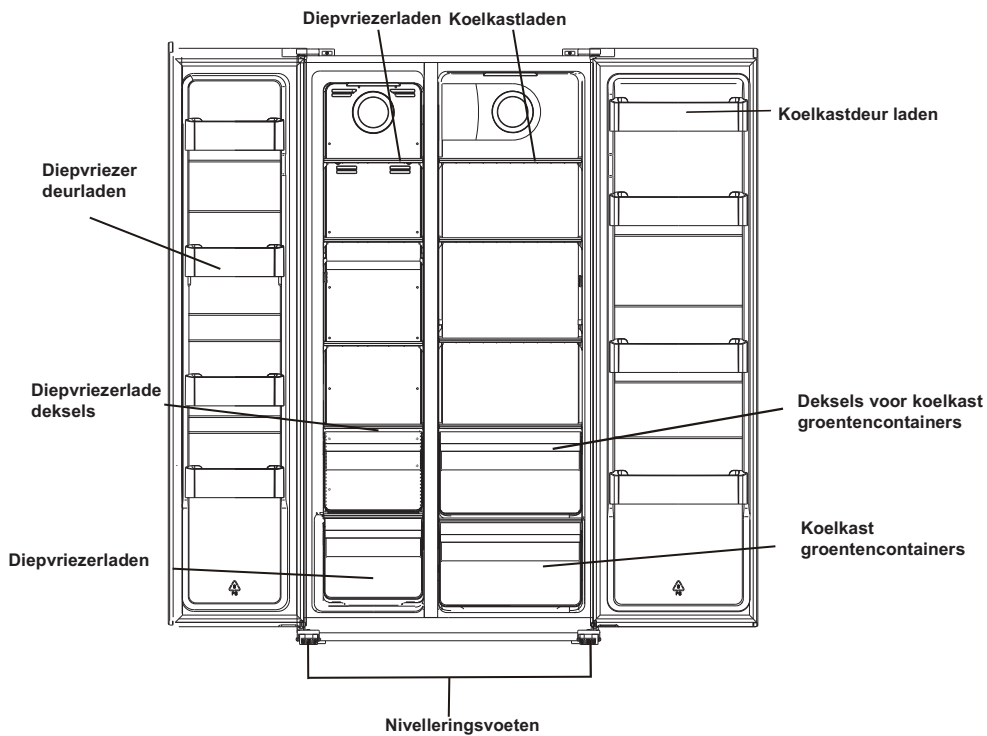 Diepvriezerladen
Koelkastladen
Koelkastdeur laden
Diepvriezer
deurladen
Diepvriezerlade
deksels
Deksels voor koelkast
groentencontainers
Koelkast
groentencontainers
Diepvriezerladen
Nivelleringsvoeten